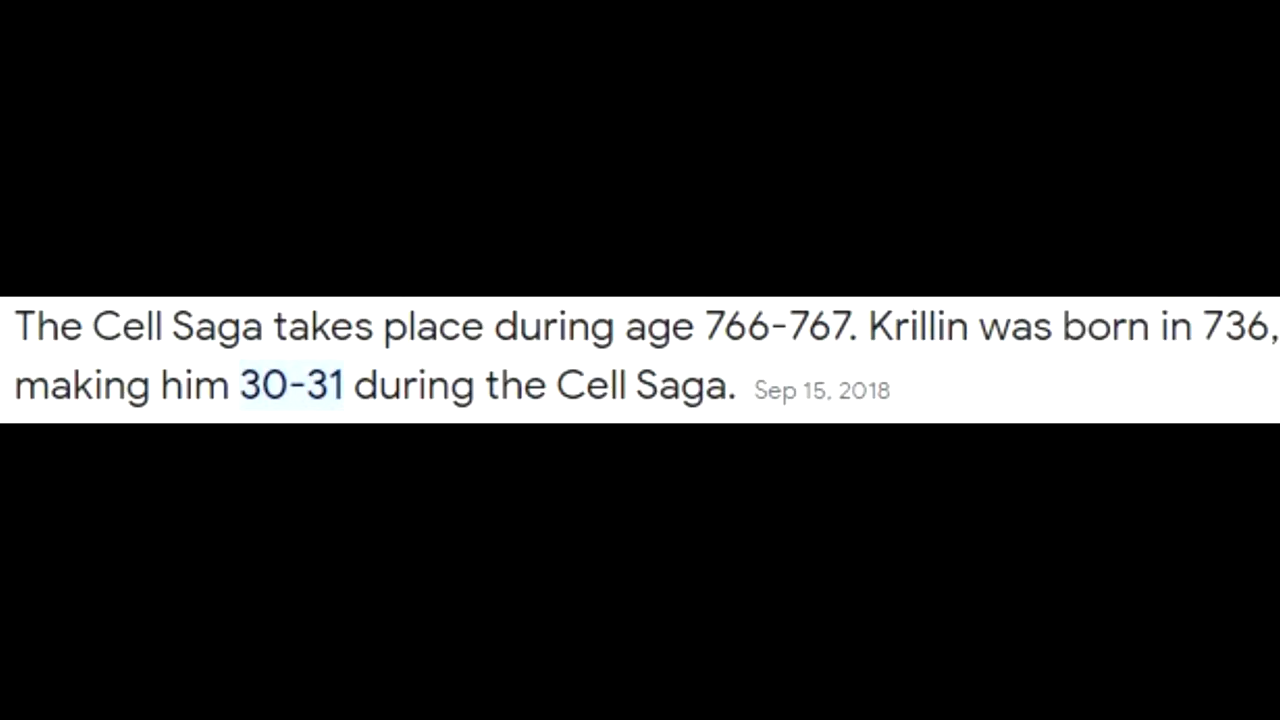 The Cell Saga takes place during age 766-767. Krillin was born in 736,
making him 30-31 during the Cell Saga. Sep 15, 2018